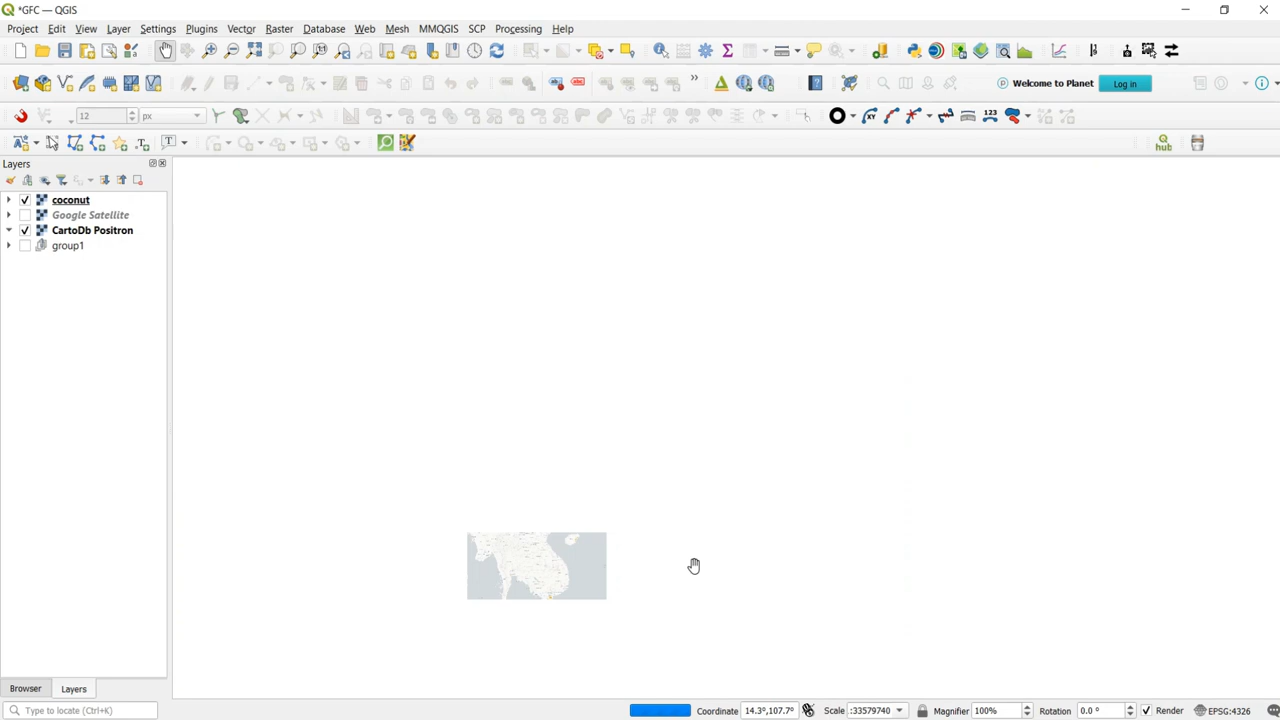 *GFC — QGIS
Project Edit View Layer Settings Plugins Vector Raster Database Web Mesh MMQGIS SCP Processing Help
Welcome to Planet Log in
12 px
123
hub
Layers
coconut
Google Satellite
CartoDb Positron
group1
Browser Layers
Type to locate (Ctrl+K) Coordinate 14.3°,107.7° Scale :33579740 Magnifier 100% Rotation 0.0 ° Render EPSG:4326